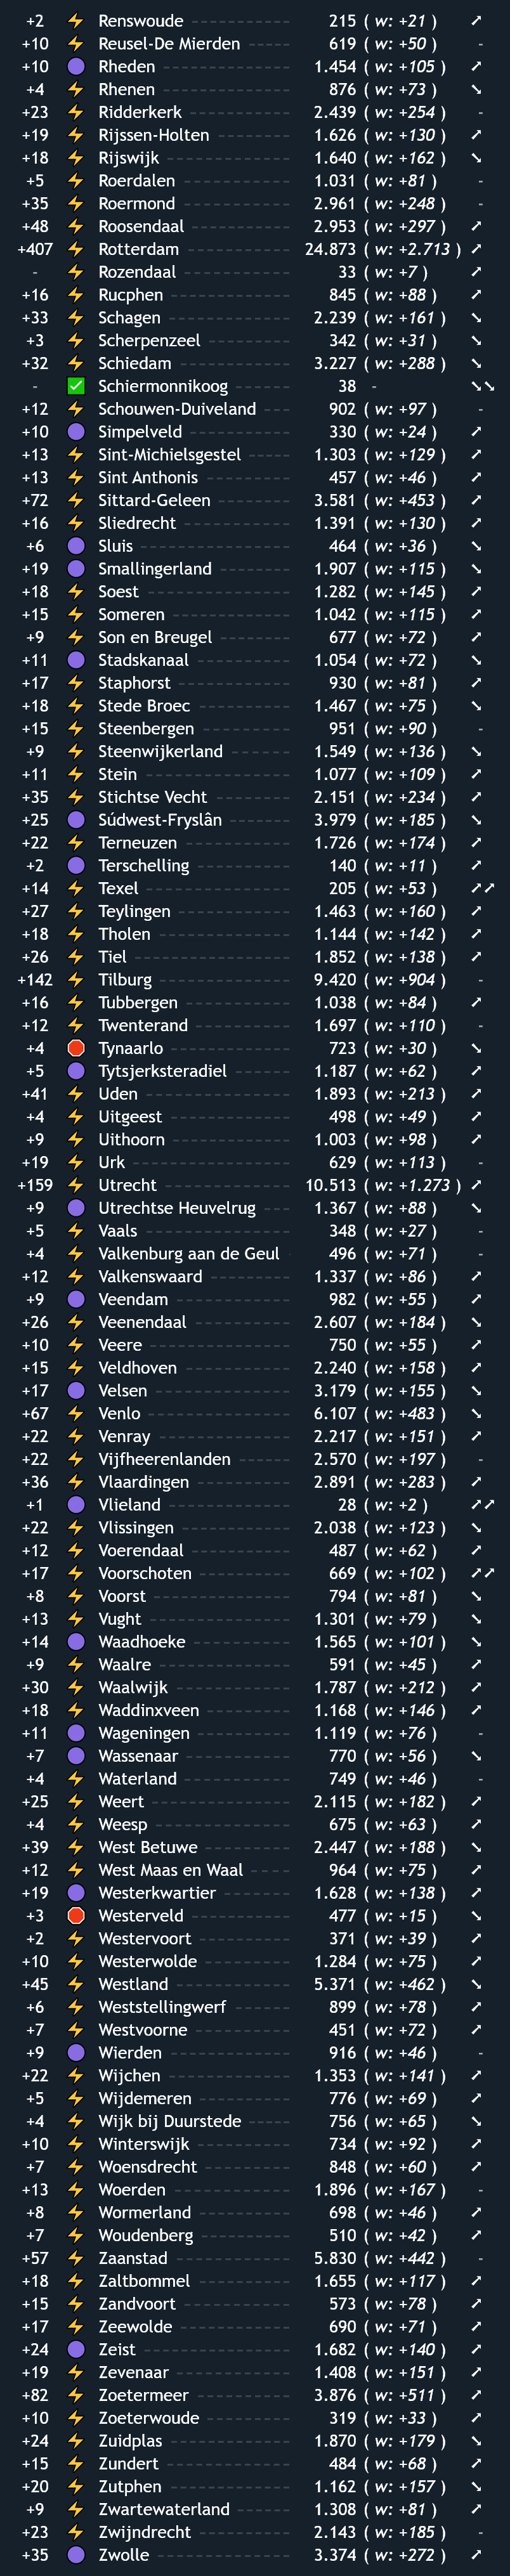 +2 ⚡ Renswoude 215 ( w: +21 ) ➚
+10 ⚡ Reusel-De Mierden 619 ( w: +50 ) -
+10 🟣 Rheden 1.454 ( w: +105 ) ➚
+4 ⚡ Rhenen 876 ( w: +73 ) ➘
+23 ⚡ Ridderkerk 2.439 ( w: +254 ) -
+19 ⚡ Rijssen-Holten 1.626 ( w: +130 ) ➚
+18 ⚡ Rijswijk 1.640 ( w: +162 ) ➘
+5 ⚡ Roerdalen 1.031 ( w: +81 ) -
+35 ⚡ Roermond 2.961 ( w: +248 ) -
+48 ⚡ Roosendaal 2.953 ( w: +297 ) ➚
+407 ⚡ Rotterdam 24.873 ( w: +2.713 ) ➚
- ⚡ Rozendaal 33 ( w: +7 ) ➚
+16 ⚡ Rucphen 845 ( w: +88 ) ➚
+33 ⚡ Schagen 2.239 ( w: +161 ) ➘
+3 ⚡ Scherpenzeel 342 ( w: +31 ) ➘
+32 ⚡ Schiedam 3.227 ( w: +288 ) ➘
- ✅ Schiermonnikoog 38 - ➘➘
+12 ⚡ Schouwen-Duiveland 902 ( w: +97 ) -
+10 🟣 Simpelveld 330 ( w: +24 ) ➚
+13 ⚡ Sint-Michielsgestel 1.303 ( w: +129 ) ➚
+13 ⚡ Sint Anthonis 457 ( w: +46 ) ➚
+72 ⚡ Sittard-Geleen 3.581 ( w: +453 ) ➚
+16 ⚡ Sliedrecht 1.391 ( w: +130 ) ➚
+6 🟣 Sluis 464 ( w: +36 ) ➘
+19 🟣 Smallingerland 1.907 ( w: +115 ) ➘
+18 ⚡ Soest 1.282 ( w: +145 ) ➚
+15 ⚡ Someren 1.042 ( w: +115 ) ➚
+9 ⚡ Son en Breugel 677 ( w: +72 ) ➚
+11 🟣 Stadskanaal 1.054 ( w: +72 ) ➘
+17 ⚡ Staphorst 930 ( w: +81 ) ➚
+18 ⚡ Stede Broec 1.467 ( w: +75 ) ➘
+15 ⚡ Steenbergen 951 ( w: +90 ) -
+9 ⚡ Steenwijkerland 1.549 ( w: +136 ) ➘
+11 ⚡ Stein 1.077 ( w: +109 ) ➚
+35 ⚡ Stichtse Vecht 2.151 ( w: +234 ) ➚
+25 🟣 Súdwest-Fryslân 3.979 ( w: +185 ) ➘
+22 ⚡ Terneuzen 1.726 ( w: +174 ) ➚
+2 🟣 Terschelling 140 ( w: +11 ) ➚
+14 ⚡ Texel 205 ( w: +53 ) ➚➚
+27 ⚡ Teylingen 1.463 ( w: +160 ) ➚
+18 ⚡ Tholen 1.144 ( w: +142 ) ➚
+26 ⚡ Tiel 1.852 ( w: +138 ) ➚
+142 ⚡ Tilburg 9.420 ( w: +904 ) -
+16 ⚡ Tubbergen 1.038 ( w: +84 ) ➚
+12 ⚡ Twenterand 1.697 ( w: +110 ) -
+4 🛑 Tynaarlo 723 ( w: +30 ) ➘
+5 🟣 Tytsjerksteradiel 1.187 ( w: +62 ) ➚
+41 ⚡ Uden 1.893 ( w: +213 ) ➚
+4 ⚡ Uitgeest 498 ( w: +49 ) ➚
+9 ⚡ Uithoorn 1.003 ( w: +98 ) ➚
+19 ⚡ Urk 629 ( w: +113 ) -
+159 ⚡ Utrecht 10.513 ( w: +1.273 ) ➚
+9 🟣 Utrechtse Heuvelrug 1.367 ( w: +88 ) ➘
+5 ⚡ Vaals 348 ( w: +27 ) -
+4 ⚡ Valkenburg aan de Geul 496 ( w: +71 ) -
+12 ⚡ Valkenswaard 1.337 ( w: +86 ) ➚
+9 🟣 Veendam 982 ( w: +55 ) ➚
+26 ⚡ Veenendaal 2.607 ( w: +184 ) ➘
+10 ⚡ Veere 750 ( w: +55 ) ➚
+15 ⚡ Veldhoven 2.240 ( w: +158 ) ➚
+17 🟣 Velsen 3.179 ( w: +155 ) ➘
+67 ⚡ Venlo 6.107 ( w: +483 ) ➘
+22 ⚡ Venray 2.217 ( w: +151 ) ➚
+22 ⚡ Vijfheerenlanden 2.570 ( w: +197 ) -
+36 ⚡ Vlaardingen 2.891 ( w: +283 ) ➚
+1 🟣 Vlieland 28 ( w: +2 ) ➚➚
+22 ⚡ Vlissingen 2.038 ( w: +123 ) ➘
+12 ⚡ Voerendaal 487 ( w: +62 ) ➚
+17 ⚡ Voorschoten 669 ( w: +102 ) ➚➚
+8 ⚡ Voorst 794 ( w: +81 ) ➘
+13 ⚡ Vught 1.301 ( w: +79 ) ➘
+14 🟣 Waadhoeke 1.565 ( w: +101 ) ➘
+9 ⚡ Waalre 591 ( w: +45 ) ➚
+30 ⚡ Waalwijk 1.787 ( w: +212 ) ➚
+18 ⚡ Waddinxveen 1.168 ( w: +146 ) ➚
+11 🟣 Wageningen 1.119 ( w: +76 ) -
+7 🟣 Wassenaar 770 ( w: +56 ) ➘
+4 ⚡ Waterland 749 ( w: +46 ) -
+25 ⚡ Weert 2.115 ( w: +182 ) ➚
+4 ⚡ Weesp 675 ( w: +63 ) ➚
+39 ⚡ West Betuwe 2.447 ( w: +188 ) ➘
+12 ⚡ West Maas en Waal 964 ( w: +75 ) ➚
+19 🟣 Westerkwartier 1.628 ( w: +138 ) ➚
+3 🛑 Westerveld 477 ( w: +15 ) ➘
+2 ⚡ Westervoort 371 ( w: +39 ) ➚
+10 ⚡ Westerwolde 1.284 ( w: +75 ) ➚
+45 ⚡ Westland 5.371 ( w: +462 ) ➘
+6 ⚡ Weststellingwerf 899 ( w: +78 ) ➚
+7 ⚡ Westvoorne 451 ( w: +72 ) ➚
+9 🟣 Wierden 916 ( w: +46 ) -
+22 ⚡ Wijchen 1.353 ( w: +141 ) ➚
+5 ⚡ Wijdemeren 776 ( w: +69 ) ➚
+4 ⚡ Wijk bij Duurstede 756 ( w: +65 ) ➘
+10 ⚡ Winterswijk 734 ( w: +92 ) ➚
+7 ⚡ Woensdrecht 848 ( w: +60 ) ➚
+13 ⚡ Woerden 1.896 ( w: +167 ) -
+8 ⚡ Wormerland 698 ( w: +46 ) ➚
+7 ⚡ Woudenberg 510 ( w: +42 ) ➚
+57 ⚡ Zaanstad 5.830 ( w: +442 ) -
+18 ⚡ Zaltbommel 1.655 ( w: +117 ) ➚
+15 ⚡ Zandvoort 573 ( w: +78 ) ➚
+17 ⚡ Zeewolde 690 ( w: +71 ) ➚
+24 🟣 Zeist 1.682 ( w: +140 ) ➚
+19 ⚡ Zevenaar 1.408 ( w: +151 ) ➚
+82 ⚡ Zoetermeer 3.876 ( w: +511 ) ➚
+10 ⚡ Zoeterwoude 319 ( w: +33 ) ➚
+24 ⚡ Zuidplas 1.870 ( w: +179 ) ➘
+15 ⚡ Zundert 484 ( w: +68 ) ➚
+20 ⚡ Zutphen 1.162 ( w: +157 ) ➘
+9 ⚡ Zwartewaterland 1.308 ( w: +81 ) ➚
+23 ⚡ Zwijndrecht 2.143 ( w: +185 ) -
+35 🟣 Zwolle 3.374 ( w: +272 ) ➚